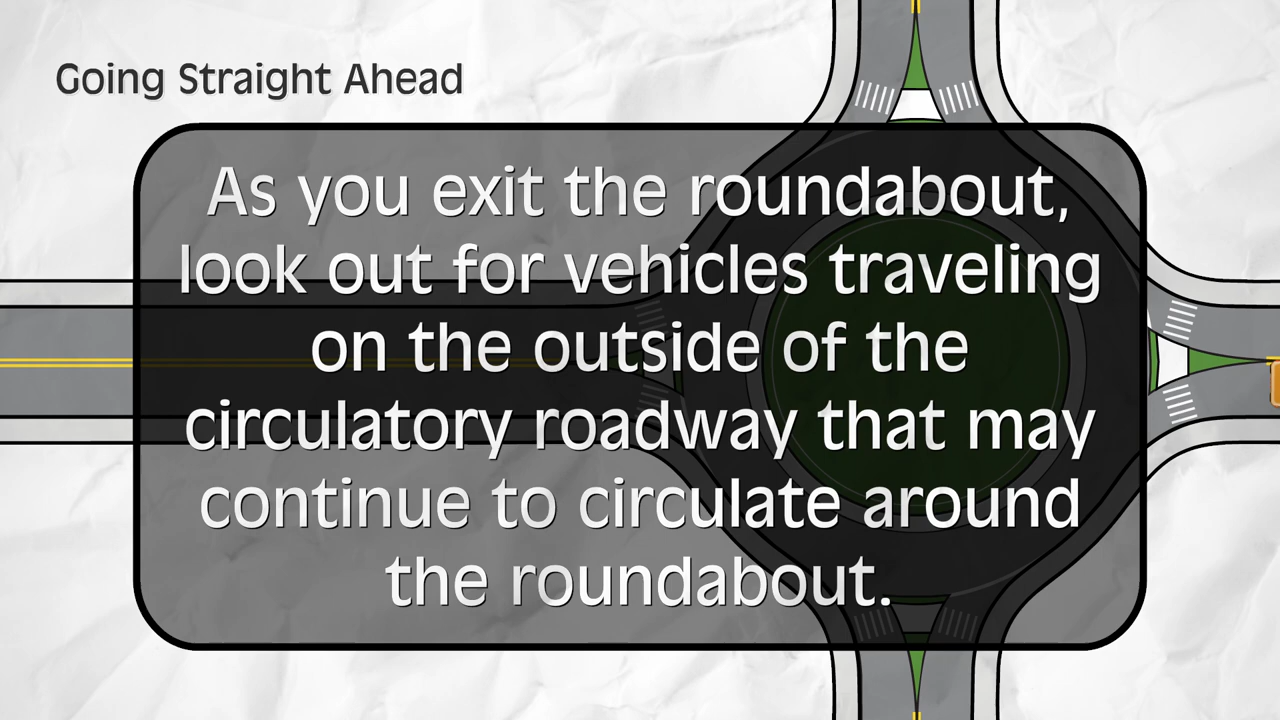 Going Straight Ahead
As you exit the roundabout,
look out for vehicles traveling
on the outside of the
circulatory roadway that may
continue to circulate around
the roundabout.